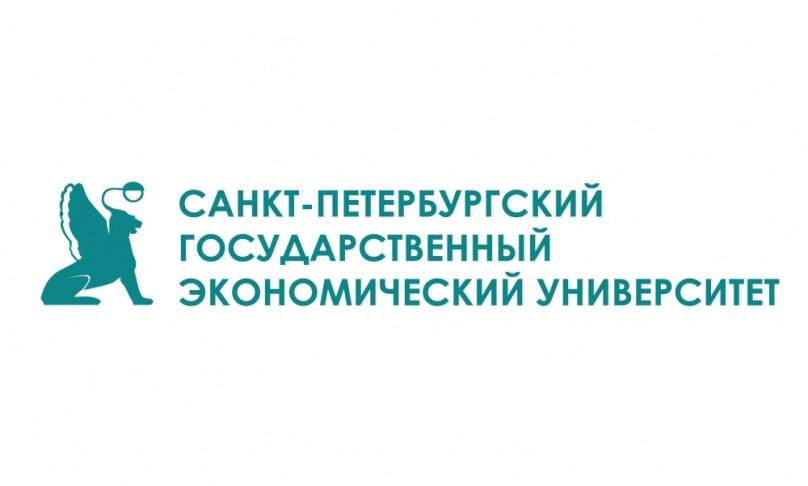 САНКТ-ПЕТЕРБУРГСКИЙ
ГОСУДАРСТВЕННЫЙ
ЭКОНОМИЧЕСКИЙ УНИВЕРСИТЕТ